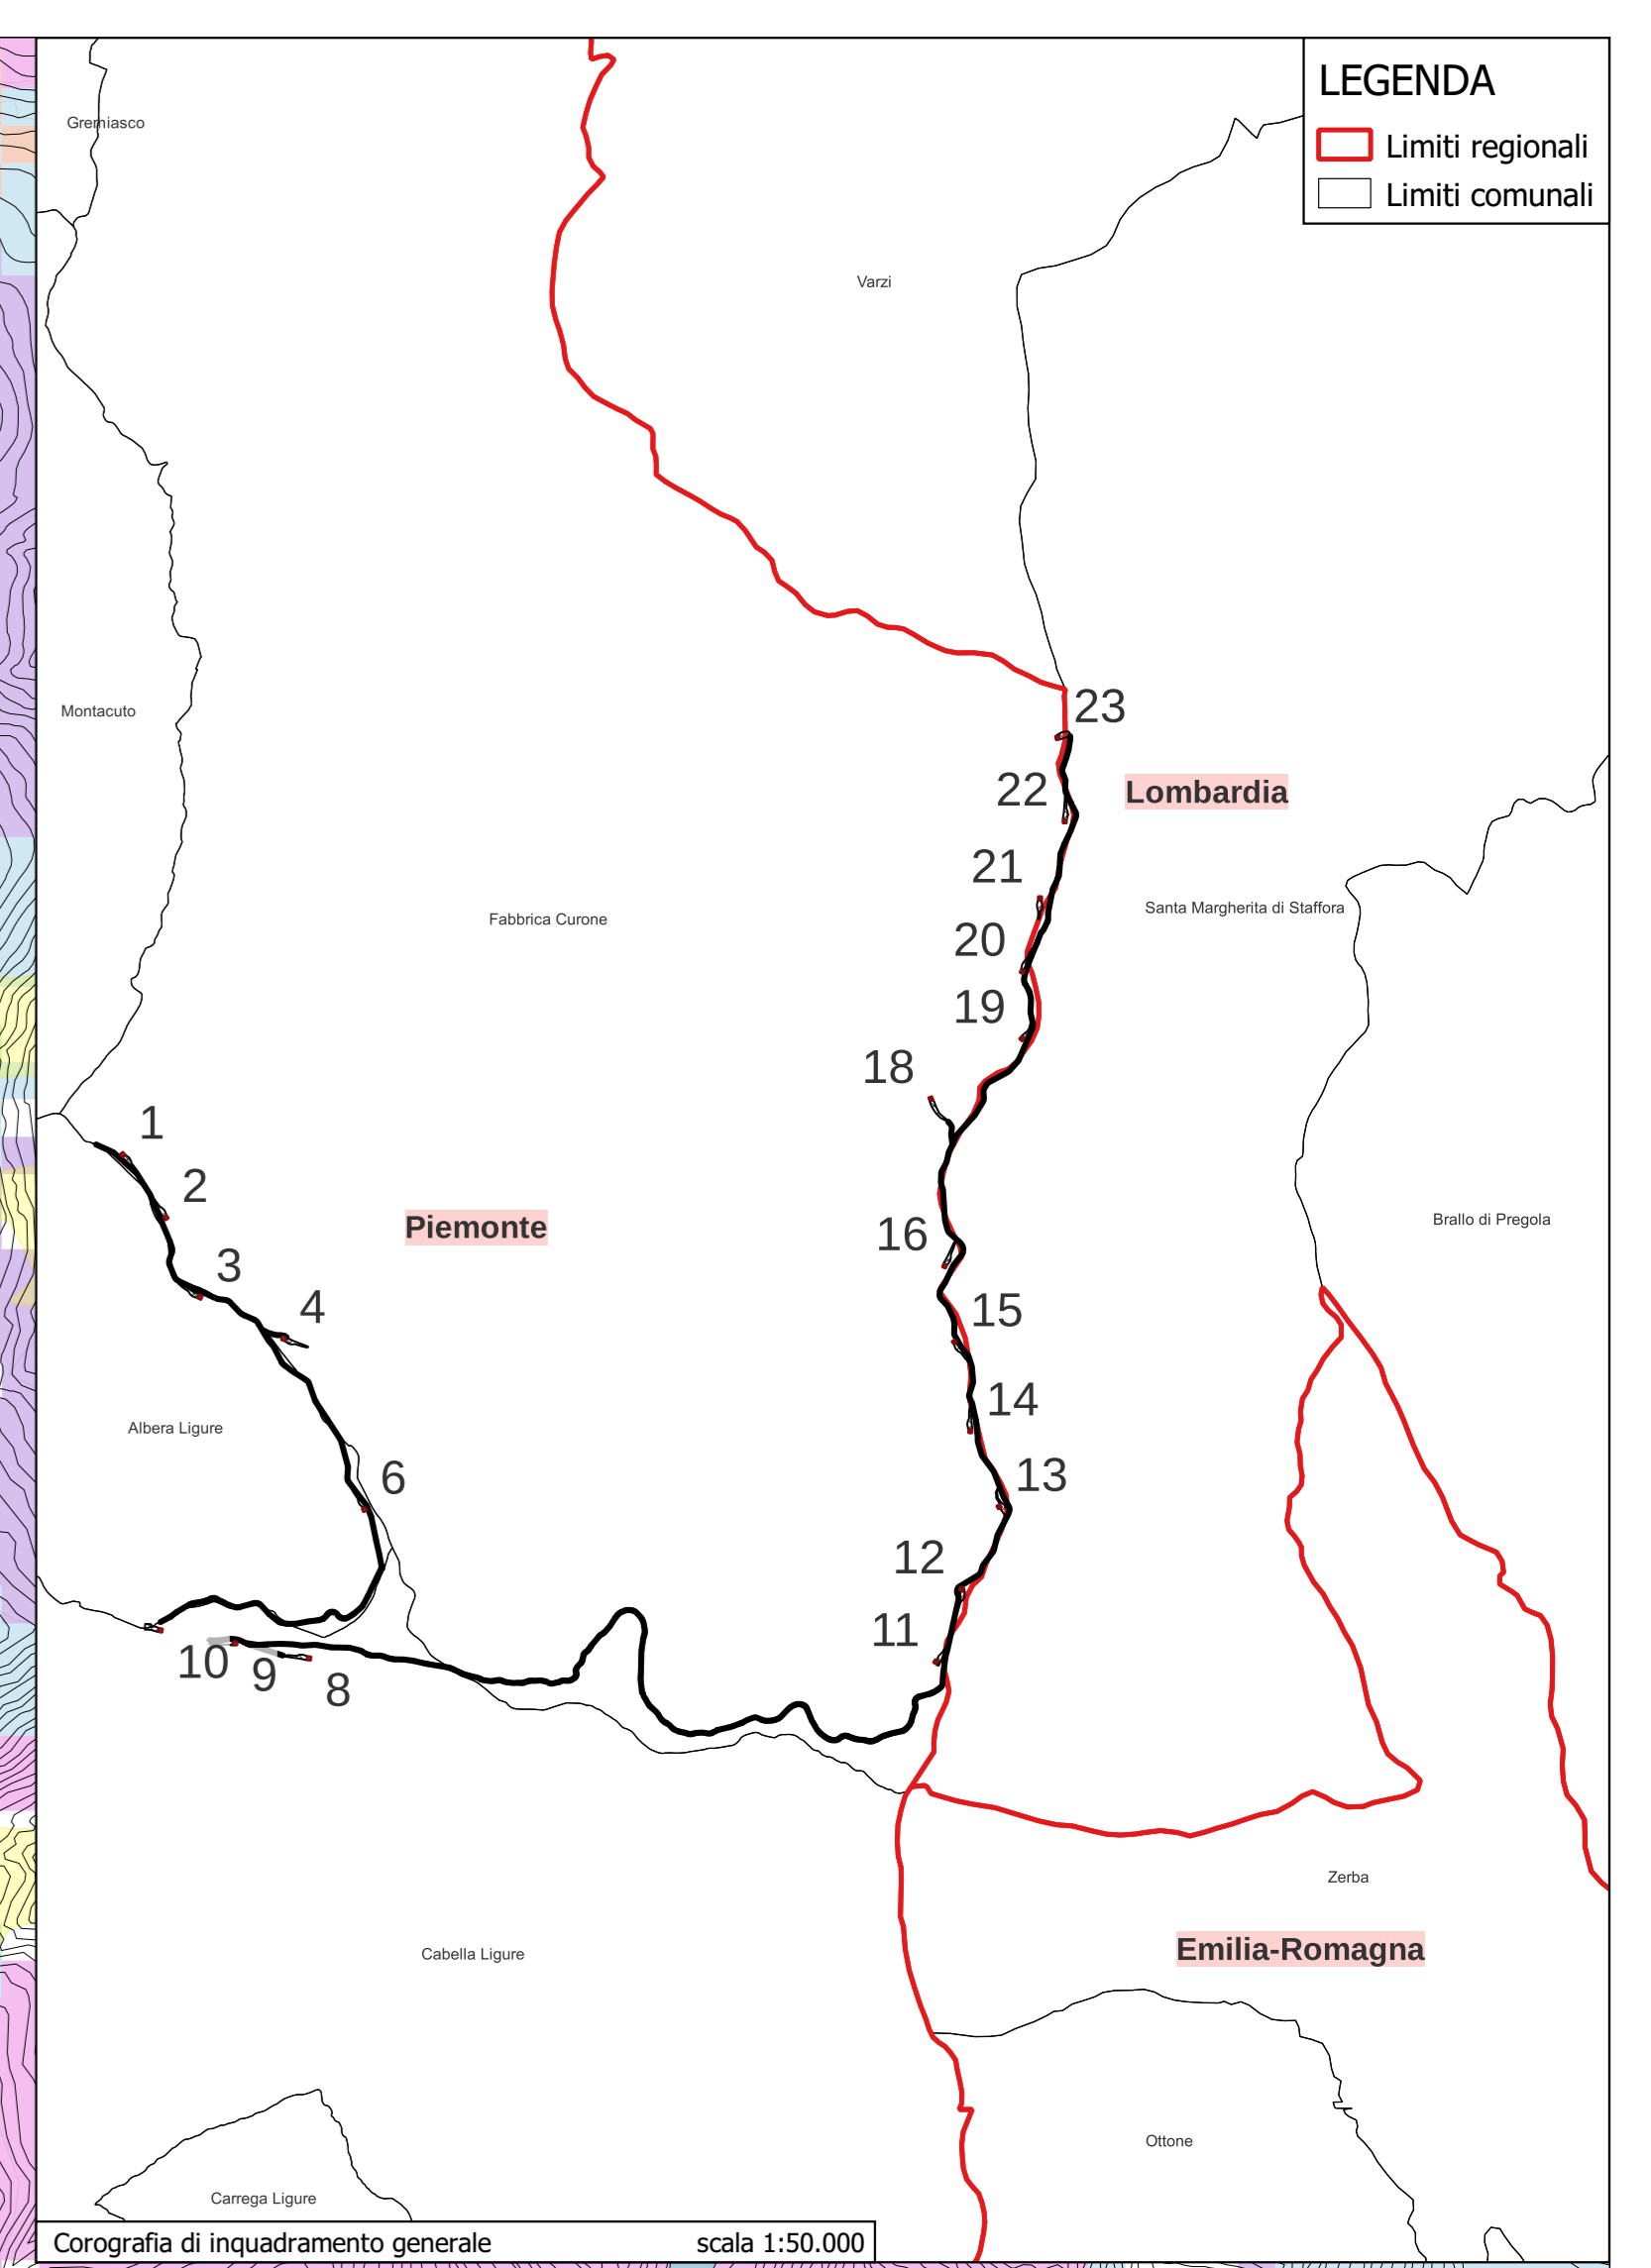 LEGENDA
Limiti regionali
Limiti comunali
Gremiasco
Varzi
23
Montacuto
22
Lombardia
21
Santa Margherita di Staffora
Fabbrica Curone
20
19
18
1
2
Piemonte
16
Brallo di Pregola
3
4
15
14
Albera Ligure
6
13
12
11
10
9
8
Zerba
Emilia-Romagna
Cabella Ligure
Ottone
Carrega Ligure
Corografia di inquadramento generale scala 1:50.000